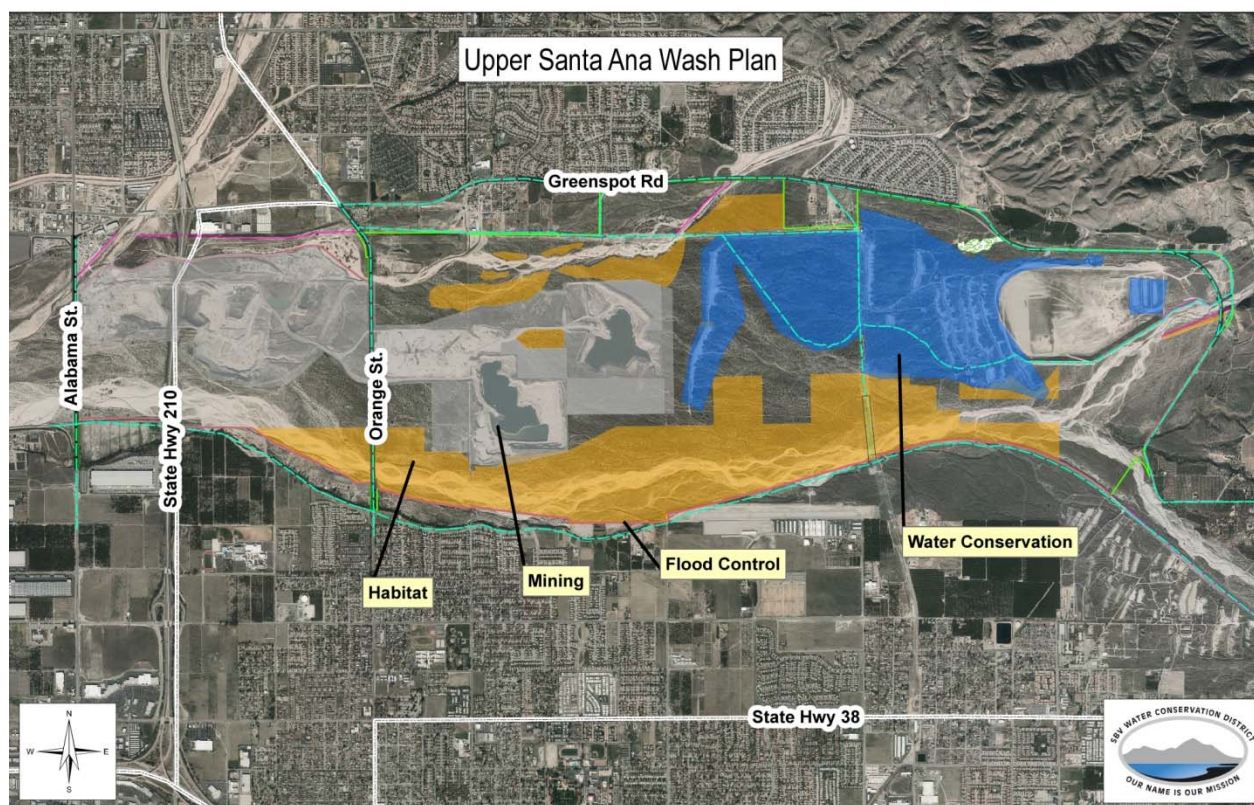 Upper Santa Ana Wash Plan
Greenspot Rd
Alabama St.
State Hwy 210
Orange St.
Water Conservation
Flood Control
Mining
Habitat
State Hwy 38
N
W E
S
SBV WATER CONSERVATION DISTRICT
OUR NAME IS OUR MISSION